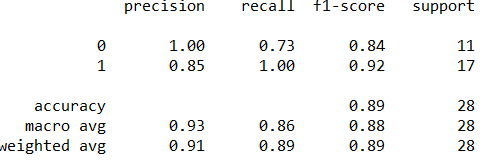 precision recall f1-score support
0 1.00 0.73 0.84 11
1 0.85 1.00 0.92 17
accuracy 0.89 28
macro avg 0.93 0.86 0.88 28
weighted avg 0.91 0.89 0.89 28